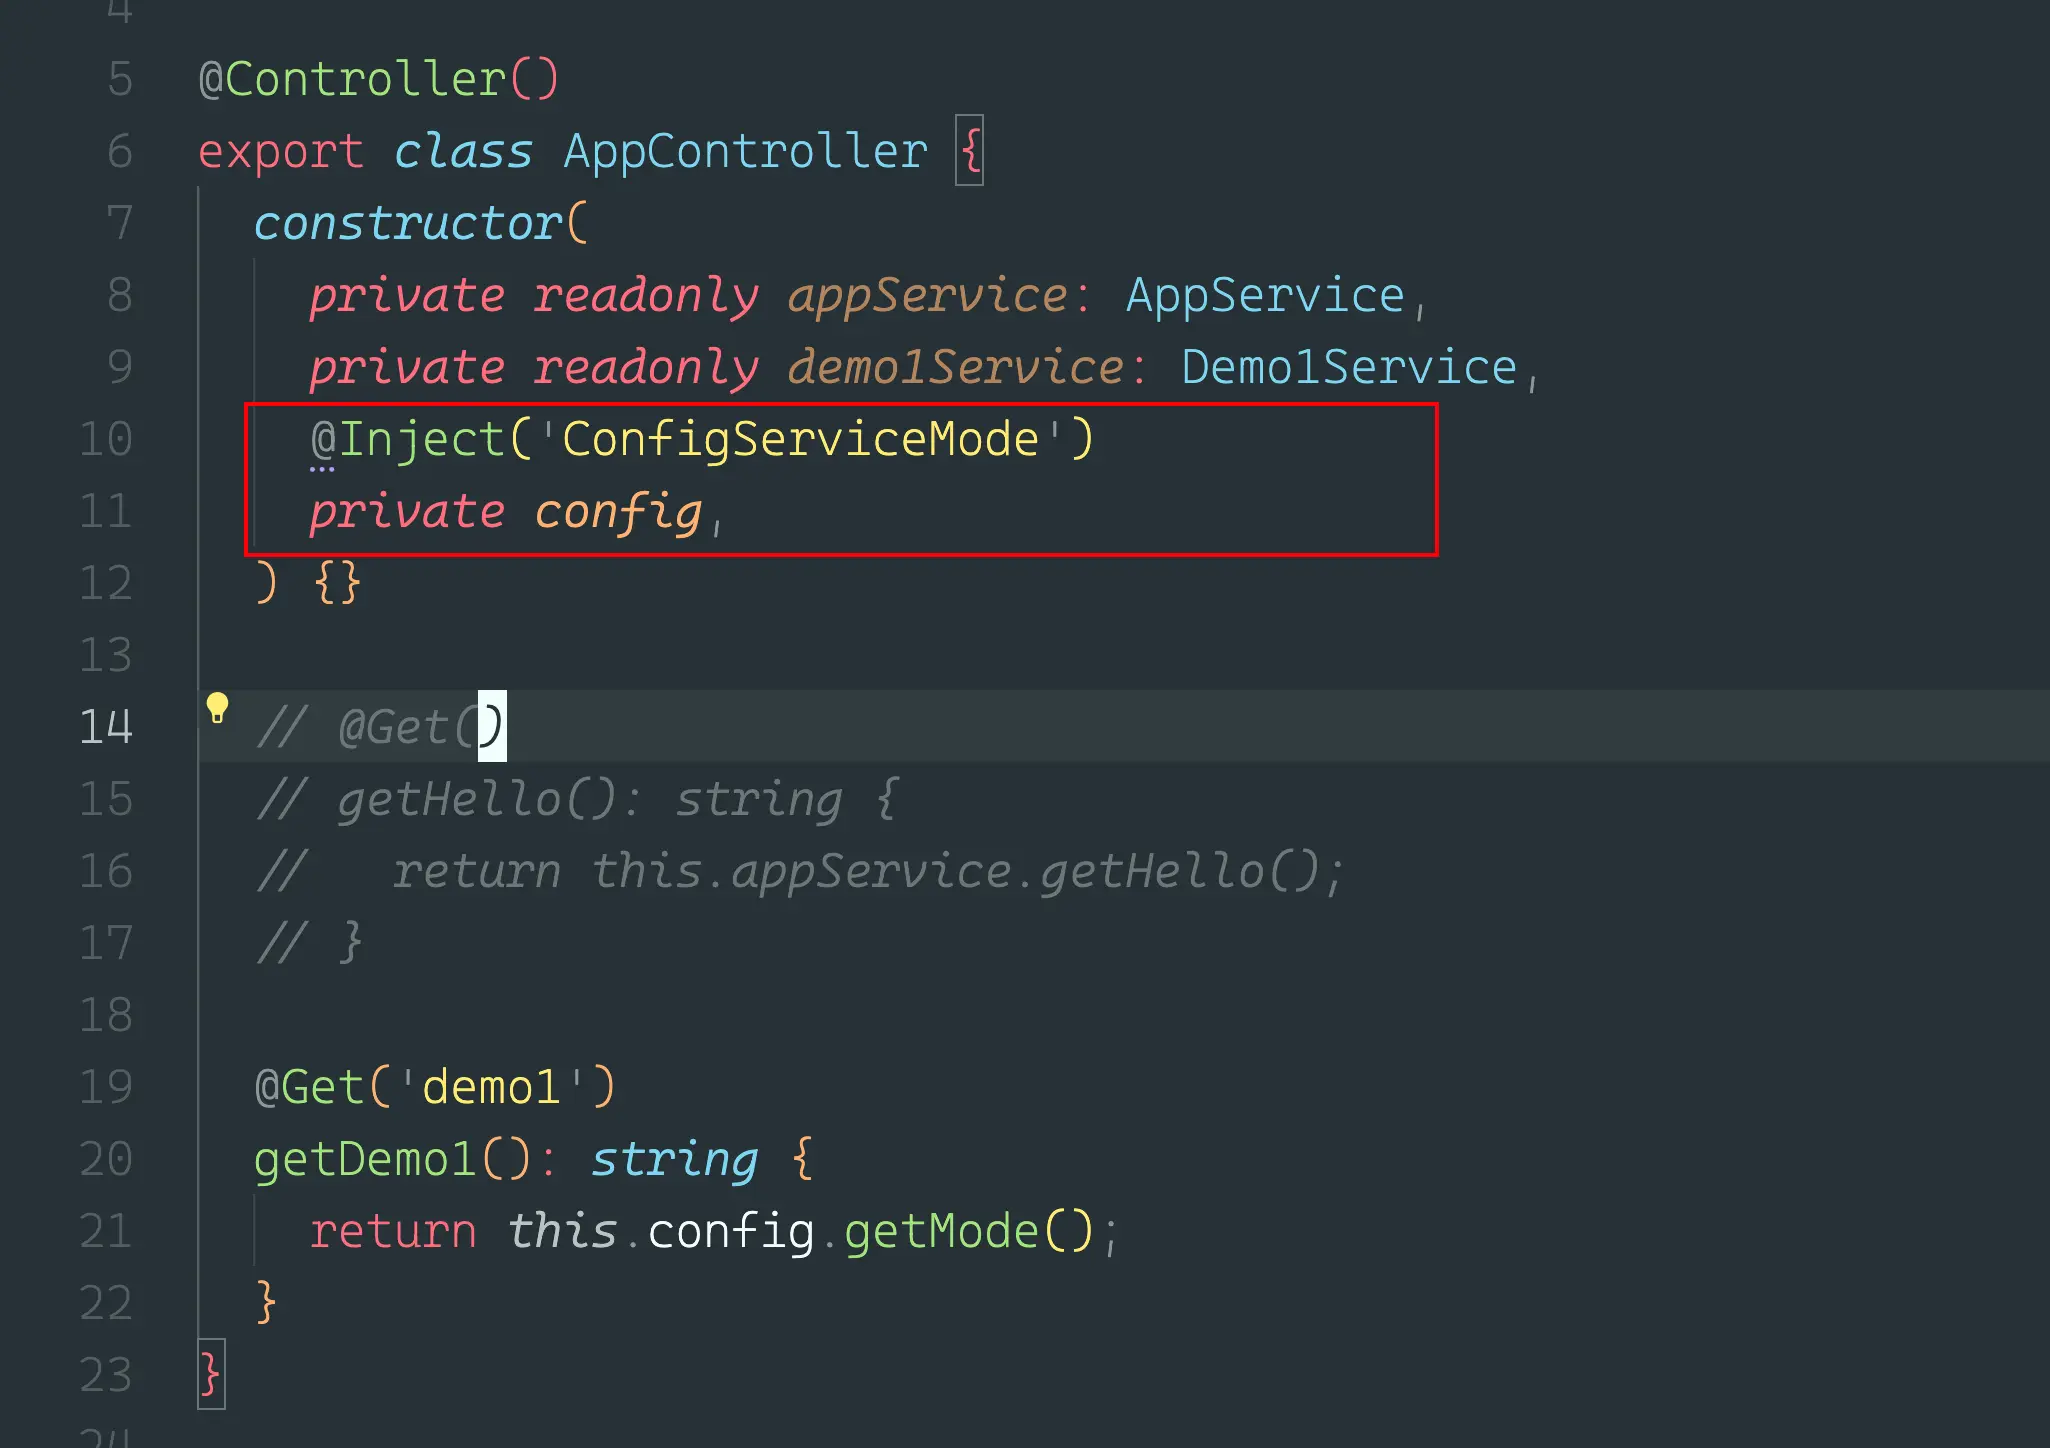 4
5 @Controller()
6 export class AppController {
7 constructor(
8 private readonly appService: AppService,
9 private readonly demo1Service: Demo1Service,
10 @Inject('ConfigServiceMode')
11 private config,
12 ) {}
13
14 // @Get()
15 // getHello(): string {
16 //   return this.appService.getHello();
17 // }
18
19 @Get('demo1')
20 getDemo1(): string {
21 return this.config.getMode();
22 }
23 }
24